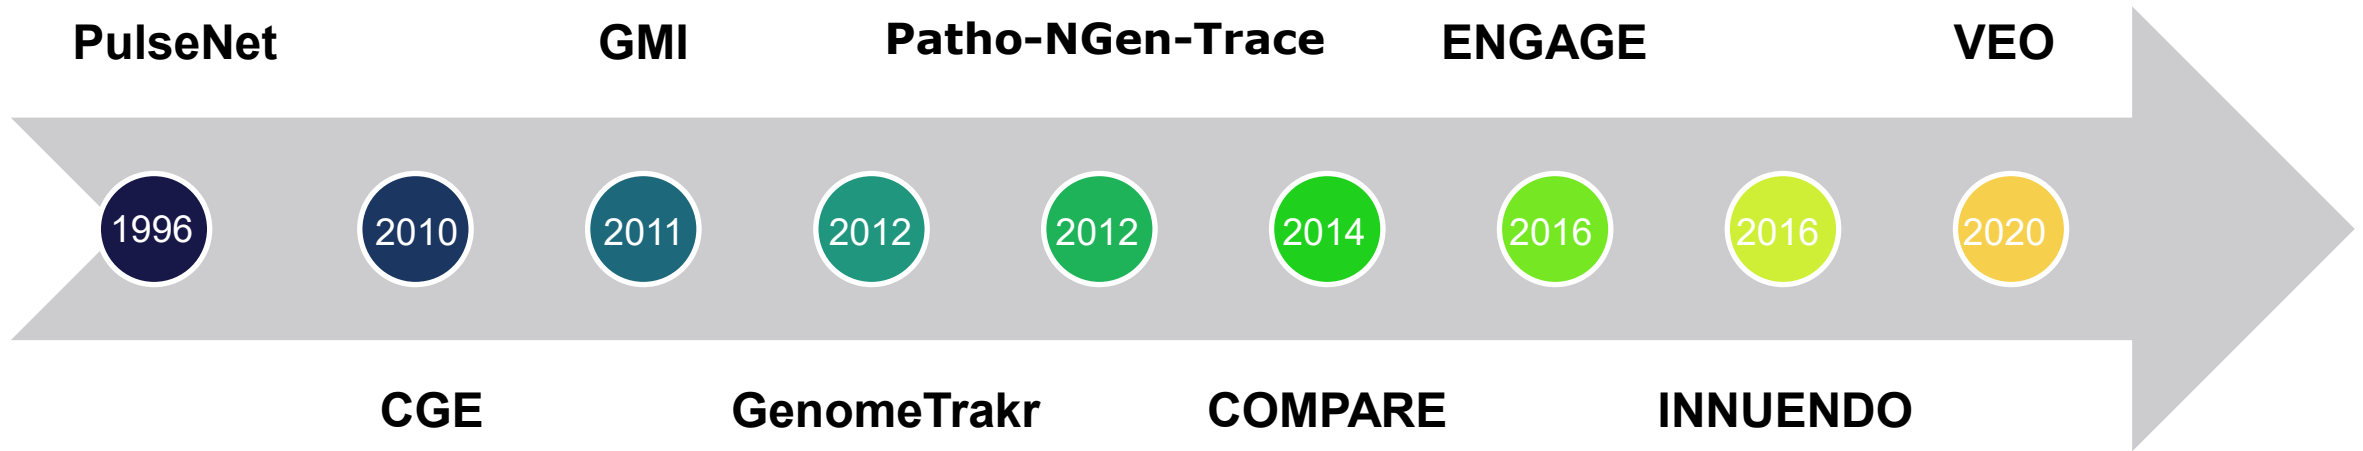 PulseNet GMI Patho-NGen-Trace ENGAGE VEO
1996 2010 2011 2012 2012 2014 2016 2016 2020
CGE GenomeTrakr COMPARE INNUENDO